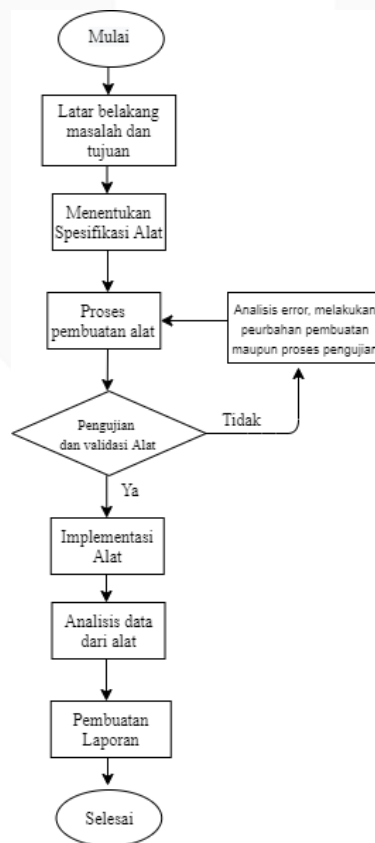 Mulai
Latar belakang
masalah dan
tujuan
Menentukan
Spesifikasi Alat
Proses
pembuatan alat
Analisis error, melakukan
peurbahan pembuatan
maupun proses pengujian
Pengujian
dan validasi Alat
Tidak
Ya
Implementasi
Alat
Analisis data
dari alat
Pembuatan
Laporan
Selesai